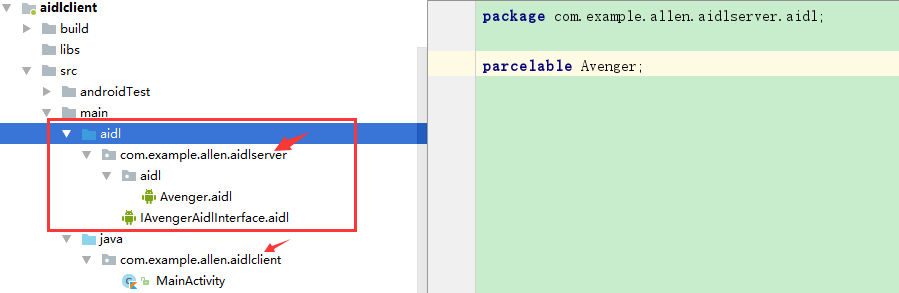 aidlclient
build
libs
src
androidTest
main
aidl
com.example.allen.aidlserver
aidl
Avenger.aidl
IAvengerAidlInterface.aidl
java
com.example.allen.aidlclient
MainActivity
package com.example.allen.aidlserver.aidl;
parcelable Avenger;